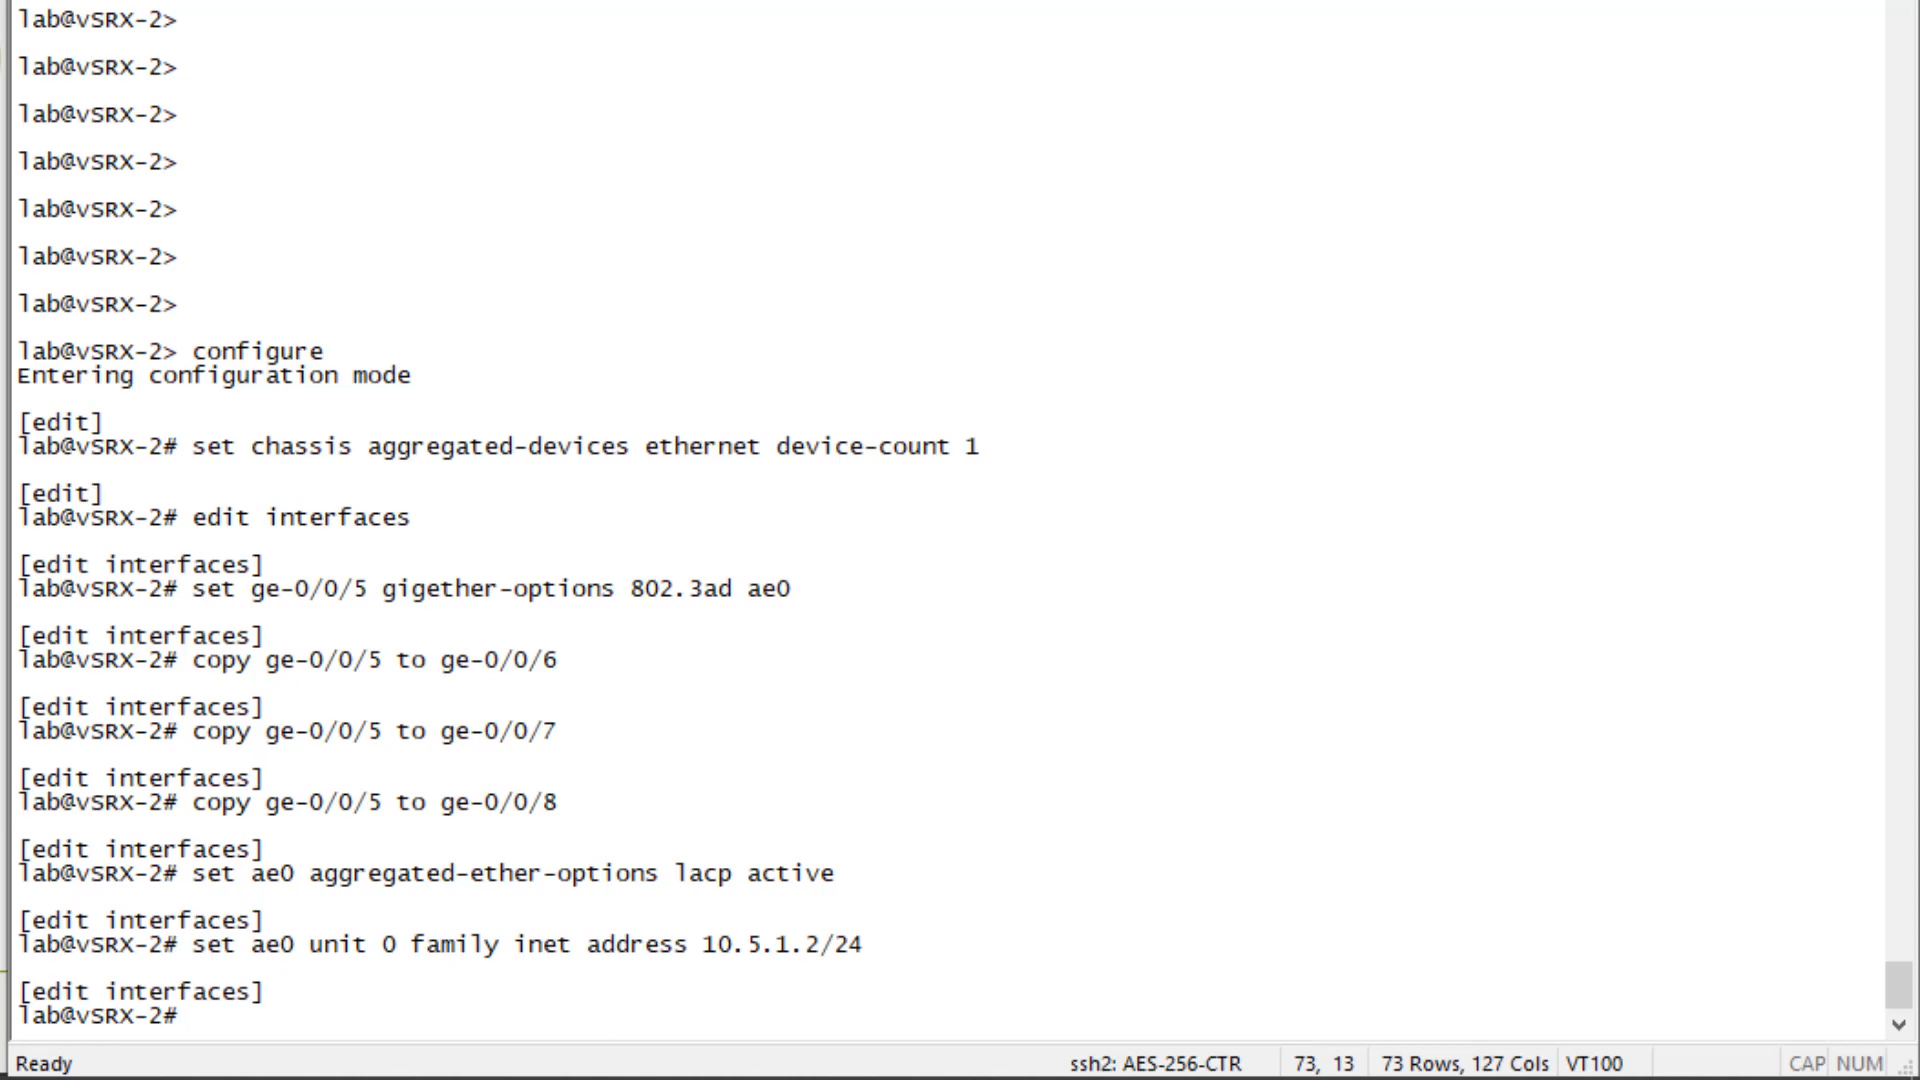 lab@vSRX-2>
lab@vSRX-2>
lab@vSRX-2>
lab@vSRX-2>
lab@vSRX-2>
lab@vSRX-2>
lab@vSRX-2>
lab@vSRX-2> configure
Entering configuration mode
[edit]
lab@vSRX-2# set chassis aggregated-devices ethernet device-count 1
[edit]
lab@vSRX-2# edit interfaces
[edit interfaces]
lab@vSRX-2# set ge-0/0/5 gigether-options 802.3ad ae0
[edit interfaces]
lab@vSRX-2# copy ge-0/0/5 to ge-0/0/6
[edit interfaces]
lab@vSRX-2# copy ge-0/0/5 to ge-0/0/7
[edit interfaces]
lab@vSRX-2# copy ge-0/0/5 to ge-0/0/8
[edit interfaces]
lab@vSRX-2# set ae0 aggregated-ether-options lacp active
[edit interfaces]
lab@vSRX-2# set ae0 unit 0 family inet address 10.5.1.2/24
[edit interfaces]
lab@vSRX-2#
Ready ssh2: AES-256-CTR 73, 13 73 Rows, 127 Cols VT100 CAP NUM